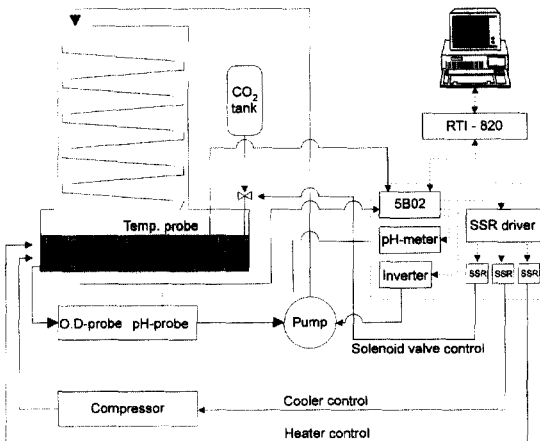 CO2
tank
RTI - 820
Temp. probe
5B02
SSR driver
pH-meter
Inverter
SSR
SSR
SSR
O.D-probe pH-probe
Pump
Solenoid valve control
Compressor
Cooler control
Heater control